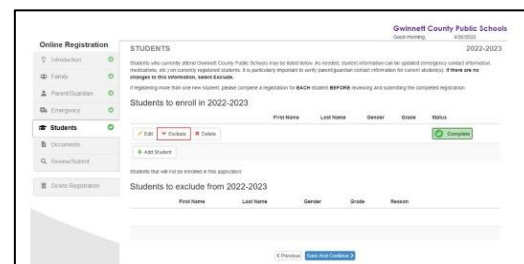 Gwinnett County Public Schools
Good morning 4/20/2022
Online Registration
Introduction
Family
Parent/Guardian
Emergency
Students
Documents
Review/Submit
Delete Registration
STUDENTS 2022-2023
Students who currently attend Gwinnett County Public Schools may be listed below. As needed, student information can be updated (emergency contact information, medications, etc.) on currently registered students. It is particularly important to verify parent/guardian contact information for current student(s). If there are no
changes to this information, select Exclude.
If registering more than one new student, please complete a registration for EACH student BEFORE reviewing and submitting the completed registration.
Students to enroll in 2022-2023
First Name Last Name Gender Grade Status
Edit Exclude Delete Complete
Add Student
Students that will not be enrolled in this application
Students to exclude from 2022-2023
First Name Last Name Gender Grade Reason
Previous Save And Continue